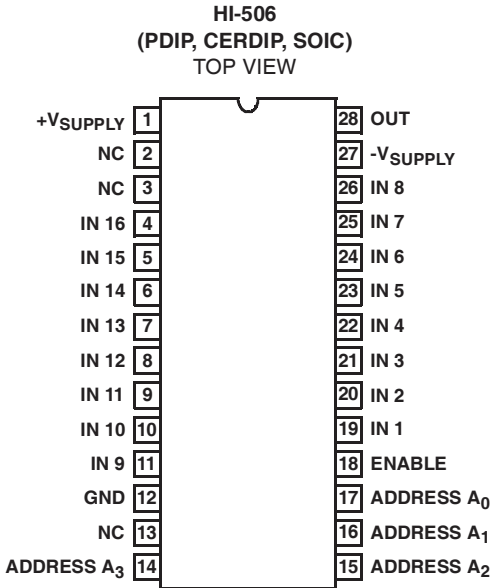 HI-506
(PDIP, CERDIP, SOIC)
TOP VIEW
+VSUPPLY 1 28 OUT
NC 2 27 -VSUPPLY
NC 3 26 IN 8
IN 16 4 25 IN 7
IN 15 5 24 IN 6
IN 14 6 23 IN 5
IN 13 7 22 IN 4
IN 12 8 21 IN 3
IN 11 9 20 IN 2
IN 10 10 19 IN 1
IN 9 11 18 ENABLE
GND 12 17 ADDRESS A0
NC 13 16 ADDRESS A1
ADDRESS A3 14 15 ADDRESS A2